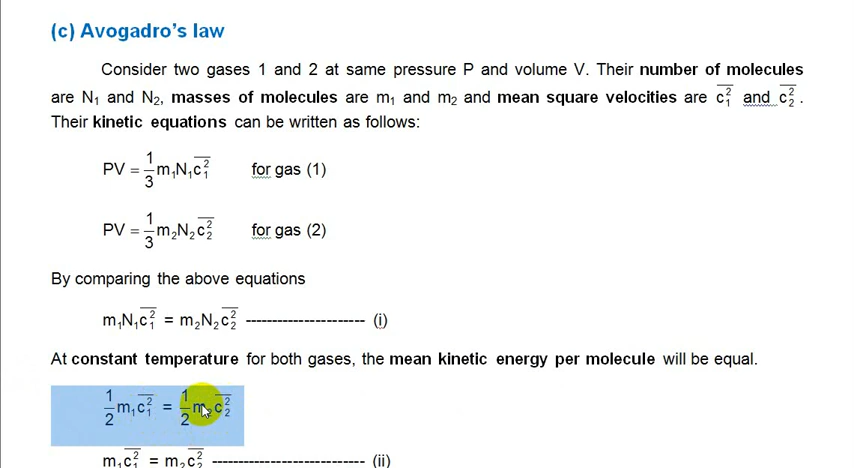 (c) Avogadro's law
Consider two gases 1 and 2 at same pressure P and volume V. Their number of molecules
are N₁ and N₂, masses of molecules are m₁ and m₂ and mean square velocities are c̅₁² and c̅₂² .
Their kinetic equations can be written as follows:
PV = 1/3 m₁N₁c̅₁² for gas (1)
PV = 1/3 m₂N₂c̅₂² for gas (2)
By comparing the above equations
m₁N₁c̅₁² = m₂N₂c̅₂² ---------------------- (i)
At constant temperature for both gases, the mean kinetic energy per molecule will be equal.
1/2 m₁c̅₁² = 1/2 m₂c̅₂²
m₁c̅₁² = m₂c̅₂² ---------------------------- (ii)